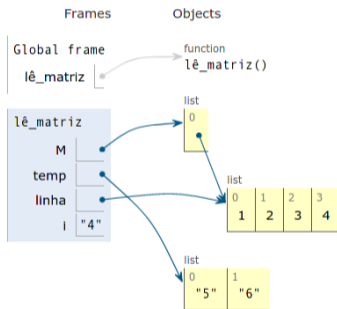 Frames Objects
Global frame
lê_matriz
function
lê_matriz()
lê_matriz
M
temp
linha
l "4"
list
0
list
0 1 2 3
1 2 3 4
list
0 1
"5" "6"